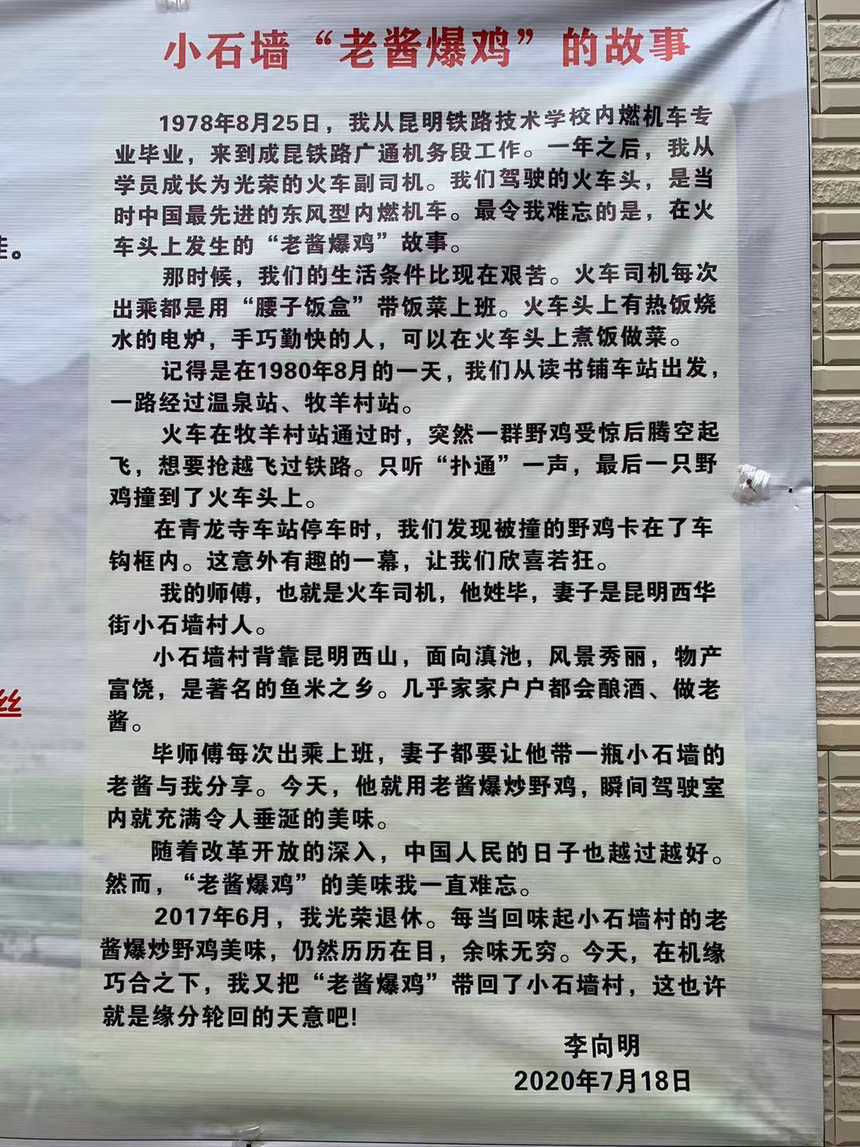 小石墙“老酱爆鸡”的故事
1978年8月25日，我从昆明铁路技术学校内燃机车专
业毕业，来到成昆铁路广通机务段工作。一年之后，我从
学员成长为光荣的火车副司机。我们驾驶的火车头，是当
时中国最先进的东风型内燃机车。最令我难忘的是，在火
车头上发生的“老酱爆鸡”故事。
那时候，我们的生活条件比现在艰苦。火车司机每次
出乘都是用“腰子饭盒”带饭菜上班。火车头上有热饭烧
水的电炉，手巧勤快的人，可以在火车头上煮饭做菜。
记得是在1980年8月的一天，我们从读书铺车站出发，
一路经过温泉站、牧羊村站。
火车在牧羊村站通过时，突然一群野鸡受惊后腾空起
飞，想要抢越飞过铁路。只听“扑通”一声，最后一只野
鸡撞到了火车头上。
在青龙寺车站停车时，我们发现被撞的野鸡卡在了车
钩框内。这意外有趣的一幕，让我们欣喜若狂。
我的师傅，也就是火车司机，他姓毕，妻子是昆明西华
街小石墙村人。
小石墙村背靠昆明西山，面向滇池，风景秀丽，物产
富饶，是著名的鱼米之乡。几乎家家户户都会酿酒、做老
酱。
毕师傅每次出乘上班，妻子都要让他带一瓶小石墙的
老酱与我分享。今天，他就用老酱爆炒野鸡，瞬间驾驶室
内就充满令人垂涎的美味。
随着改革开放的深入，中国人民的日子也越过越好。
然而，“老酱爆鸡”的美味我一直难忘。
2017年6月，我光荣退休。每当回味起小石墙村的老
酱爆炒野鸡美味，仍然历历在目，余味无穷。今天，在机缘
巧合之下，我又把“老酱爆鸡”带回了小石墙村，这也许
就是缘分轮回的天意吧！
李向明
2020年7月18日
丝